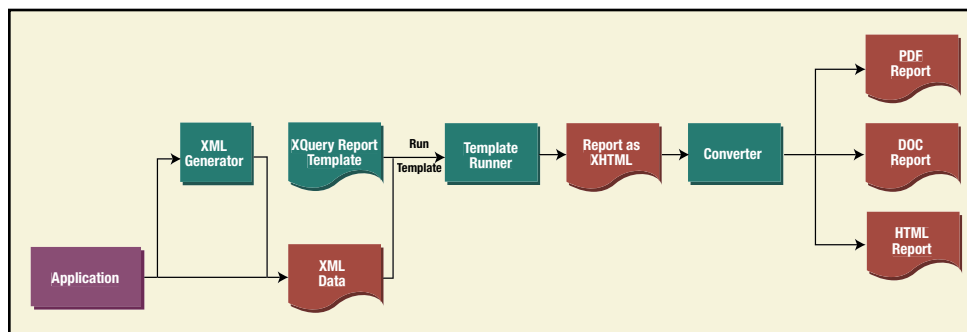 Application
XML
Generator
XQuery Report
Template
XML
Data
Run
Template
Template
Runner
Report as
XHTML
Converter
PDF
Report
DOC
Report
HTML
Report